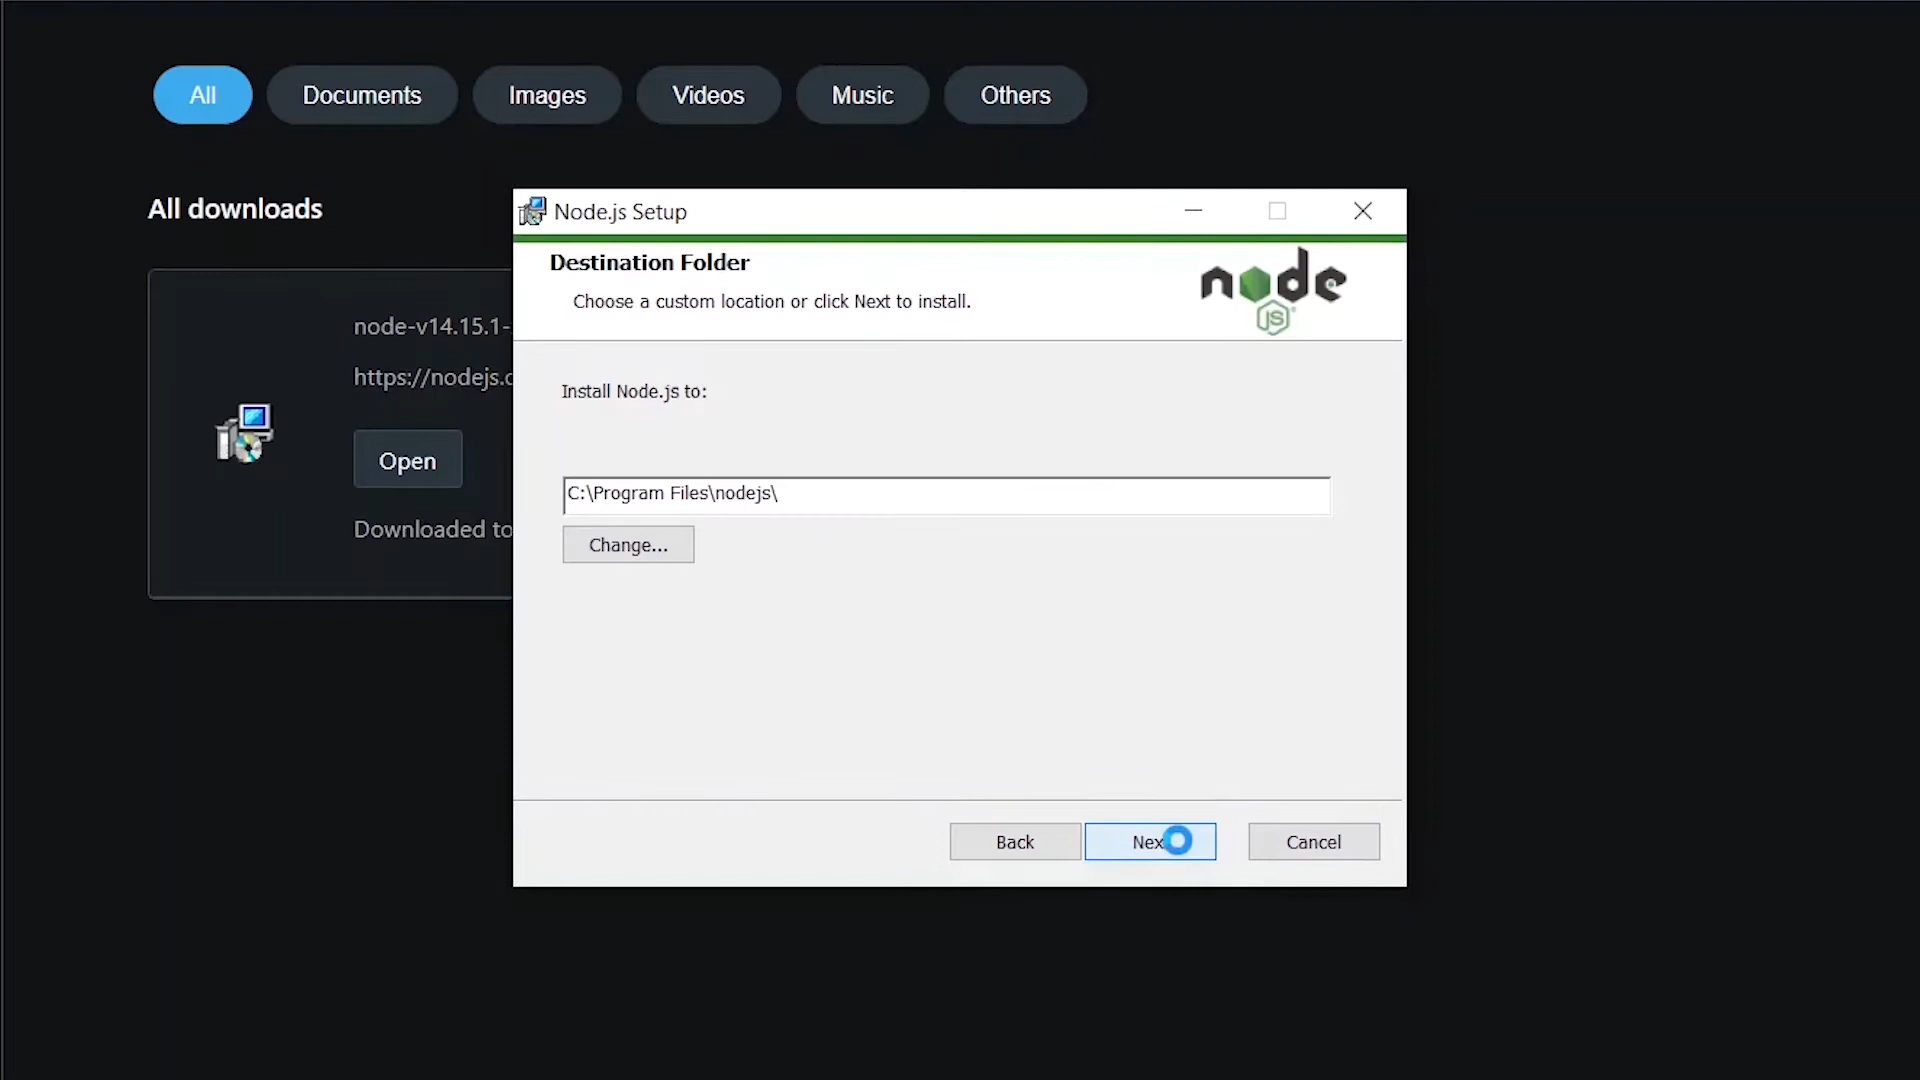 All Documents Images Videos Music Others
All downloads
node-v14.15.1-
https://nodejs.
Open
Downloaded to
Node.js Setup
Destination Folder
Choose a custom location or click Next to install.
node
JS
Install Node.js to:
C:\Program Files\nodejs\
Change...
Back Nex Cancel